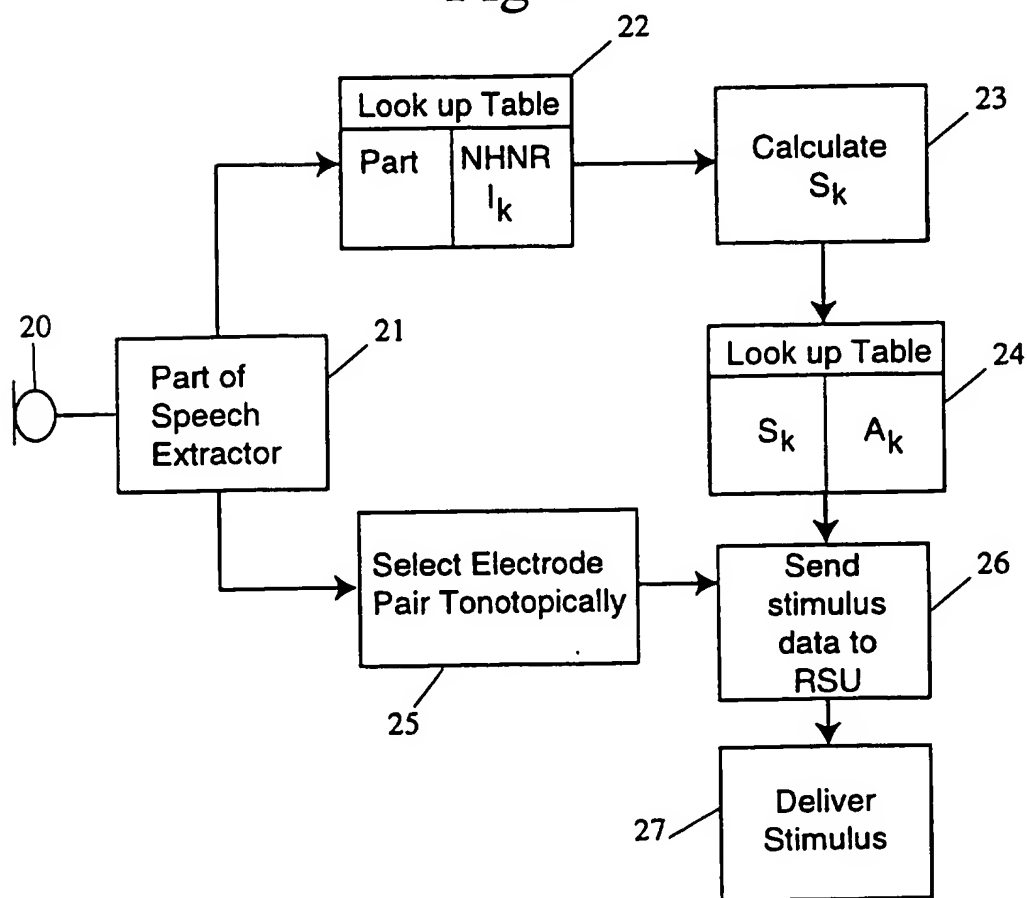 Fig
22
Look up Table
Part
NHNR
I_k
23
Calculate
S_k
20
21
Part of
Speech
Extractor
Look up Table
24
S_k
A_k
Select Electrode
Pair Tonotopically
25
Send
stimulus
data to
RSU
26
Deliver
Stimulus
27